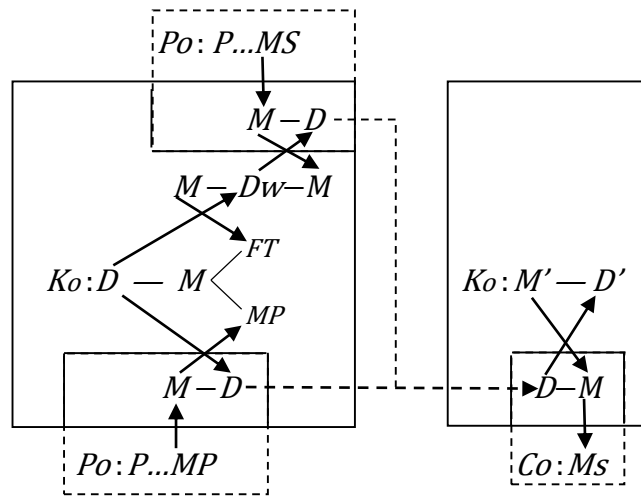 Po: P...MS
M – D
M – Dw–M
FT
Ko: D — M
Ko: M' — D'
MP
M – D
D–M
Po: P...MP
Co: Ms